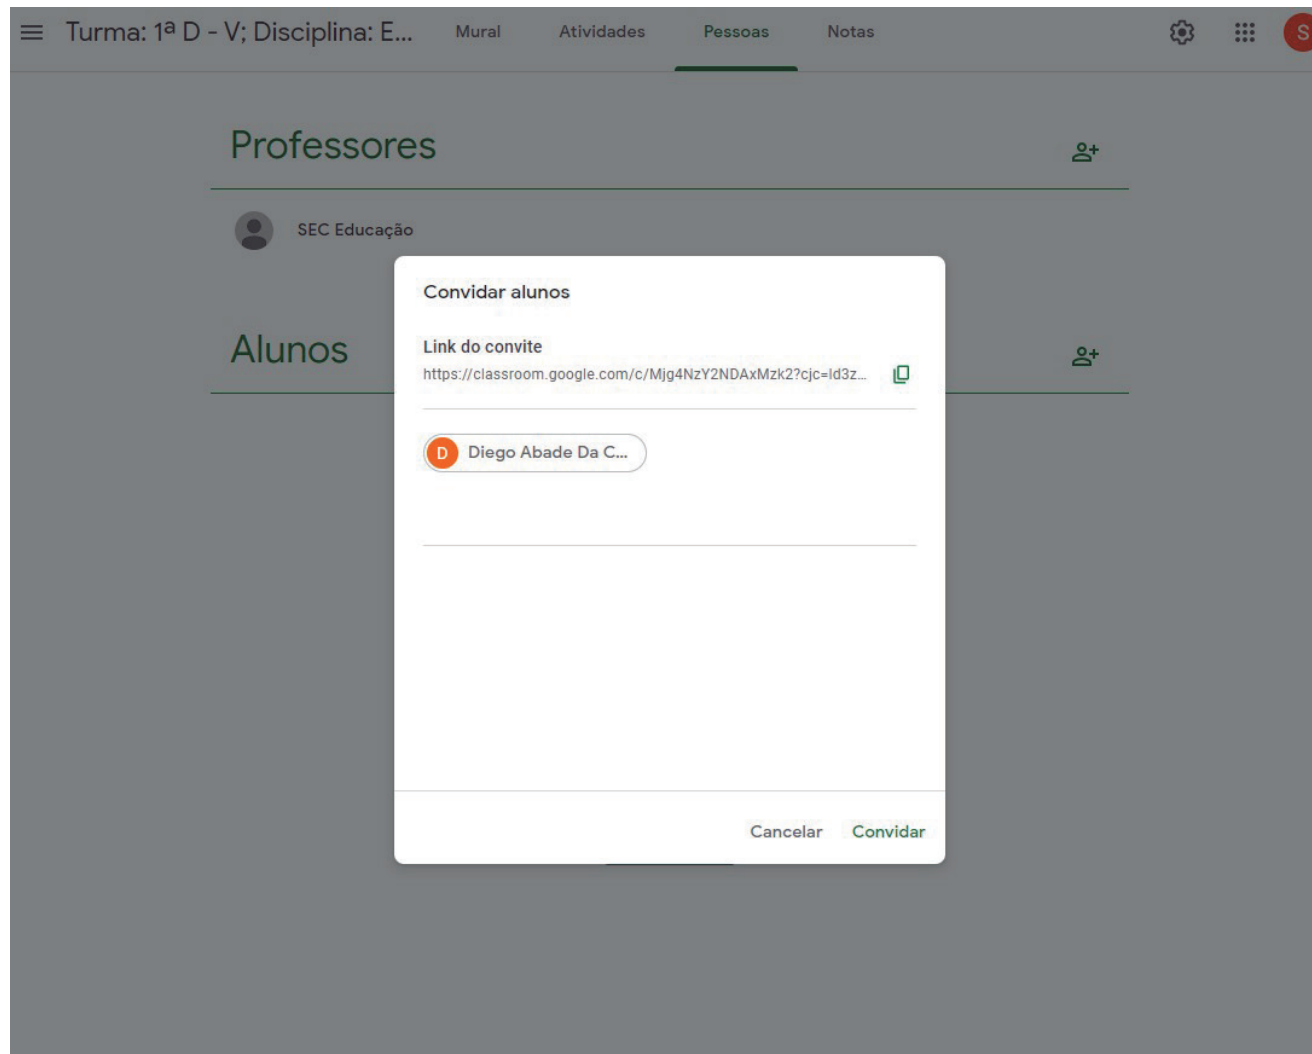 Turma: 1ª D - V; Disciplina: E...
Mural
Atividades
Pessoas
Notas
S
Professores
SEC Educação
Alunos
Convidar alunos
Link do convite
https://classroom.google.com/c/Mjg4NzY2NDAxMzk2?cjc=ld3z...
D
Diego Abade Da C...
Cancelar
Convidar